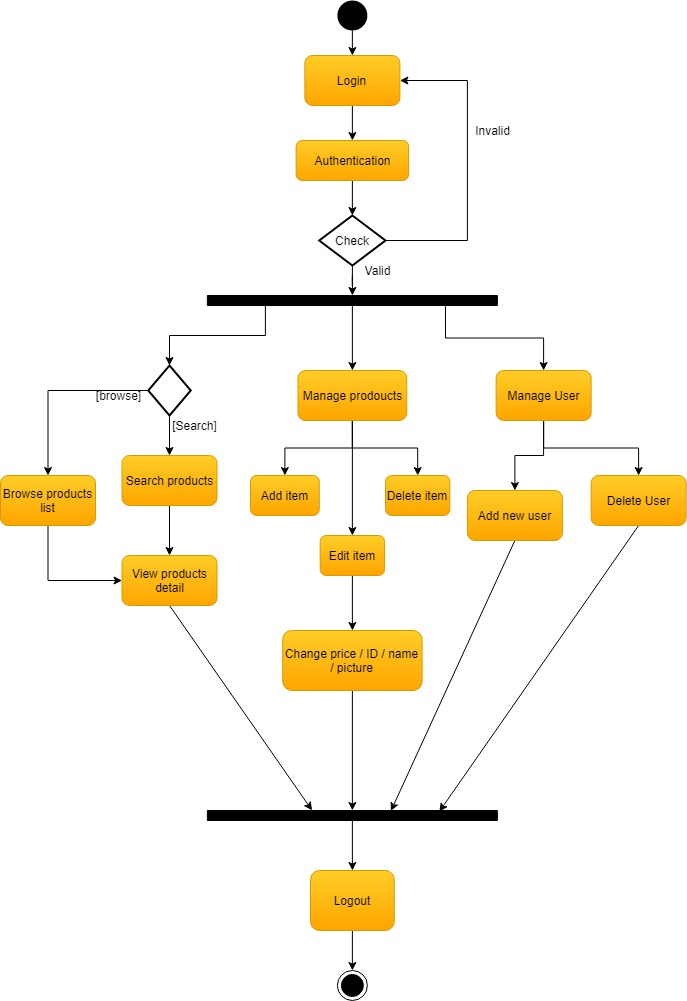 Login
Invalid
Authentication
Check
Valid
[browse]
Manage prodoucts
Manage User
[Search]
Browse products
list
Search products
Add item
Delete item
Add new user
Delete User
Edit item
View products
detail
Change price / ID / name
/ picture
Logout